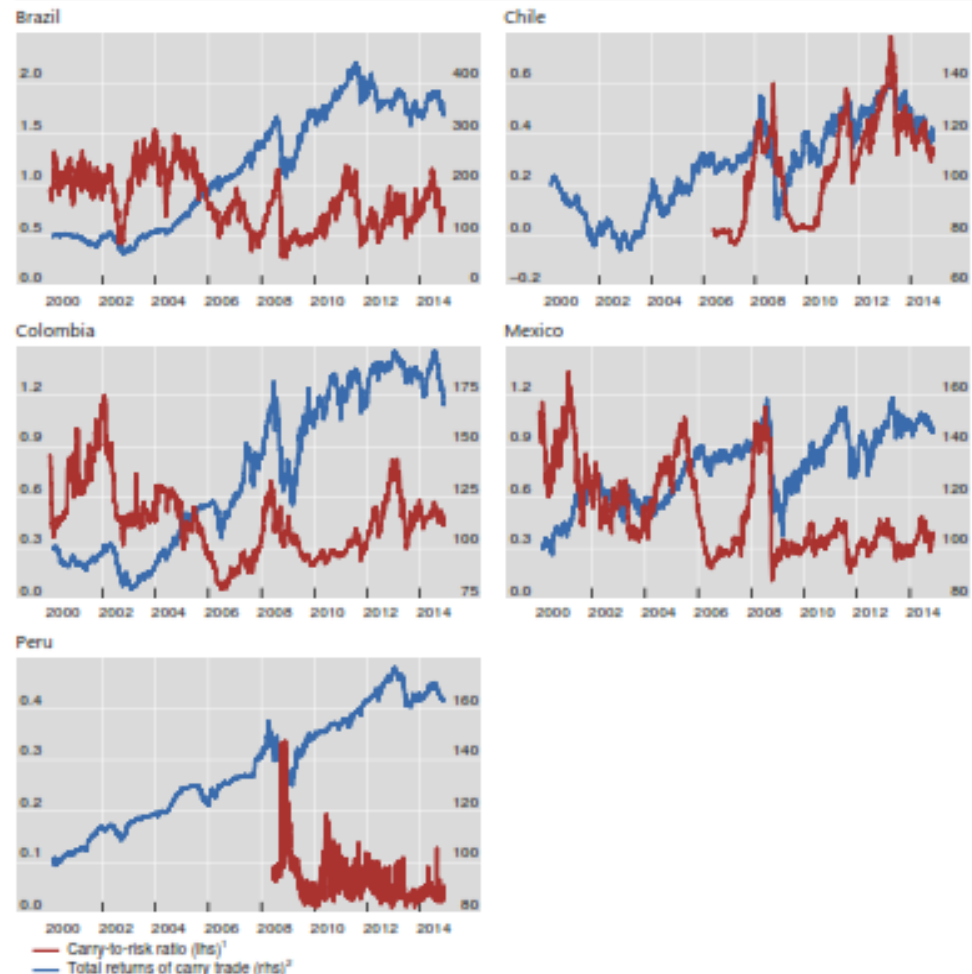 Brazil
2.0 400
1.5 300
1.0 200
0.5 100
0.0 0
2000 2002 2004 2006 2008 2010 2012 2014
Chile
0.6 140
0.4 120
0.2 100
0.0 80
−0.2 60
2000 2002 2004 2006 2008 2010 2012 2014
Colombia
1.2 175
0.9 150
0.6 125
0.3 100
0.0 75
2000 2002 2004 2006 2008 2010 2012 2014
Mexico
1.2 160
0.9 140
0.6 120
0.3 100
0.0 80
2000 2002 2004 2006 2008 2010 2012 2014
Peru
0.4 160
0.3 140
0.2 120
0.1 100
0.0 80
2000 2002 2004 2006 2008 2010 2012 2014
Carry-to-risk ratio (lhs)¹
Total returns of carry trade (rhs)²